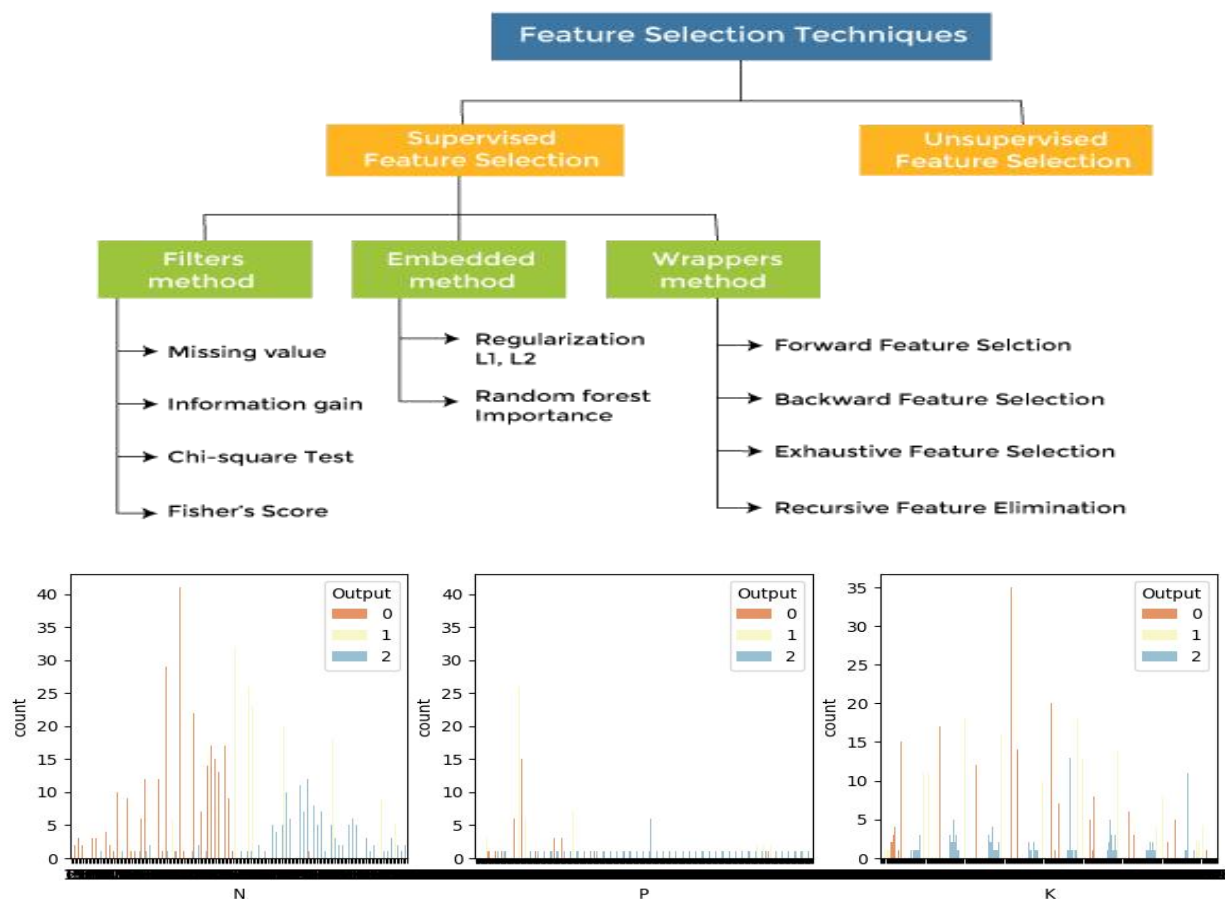 Feature Selection Techniques
Supervised
Feature Selection
Unsupervised
Feature Selection
Filters
method
Embedded
method
Wrappers
method
Missing value
Information gain
Chi-square Test
Fisher's Score
Regularization
L1, L2
Random forest
Importance
Forward Feature Selction
Backward Feature Selection
Exhaustive Feature Selection
Recursive Feature Elimination
40
35
30
25
20
15
10
5
0
count
Output
0
1
2
N
40
35
30
25
20
15
10
5
0
count
Output
0
1
2
P
35
30
25
20
15
10
5
0
count
Output
0
1
2
K